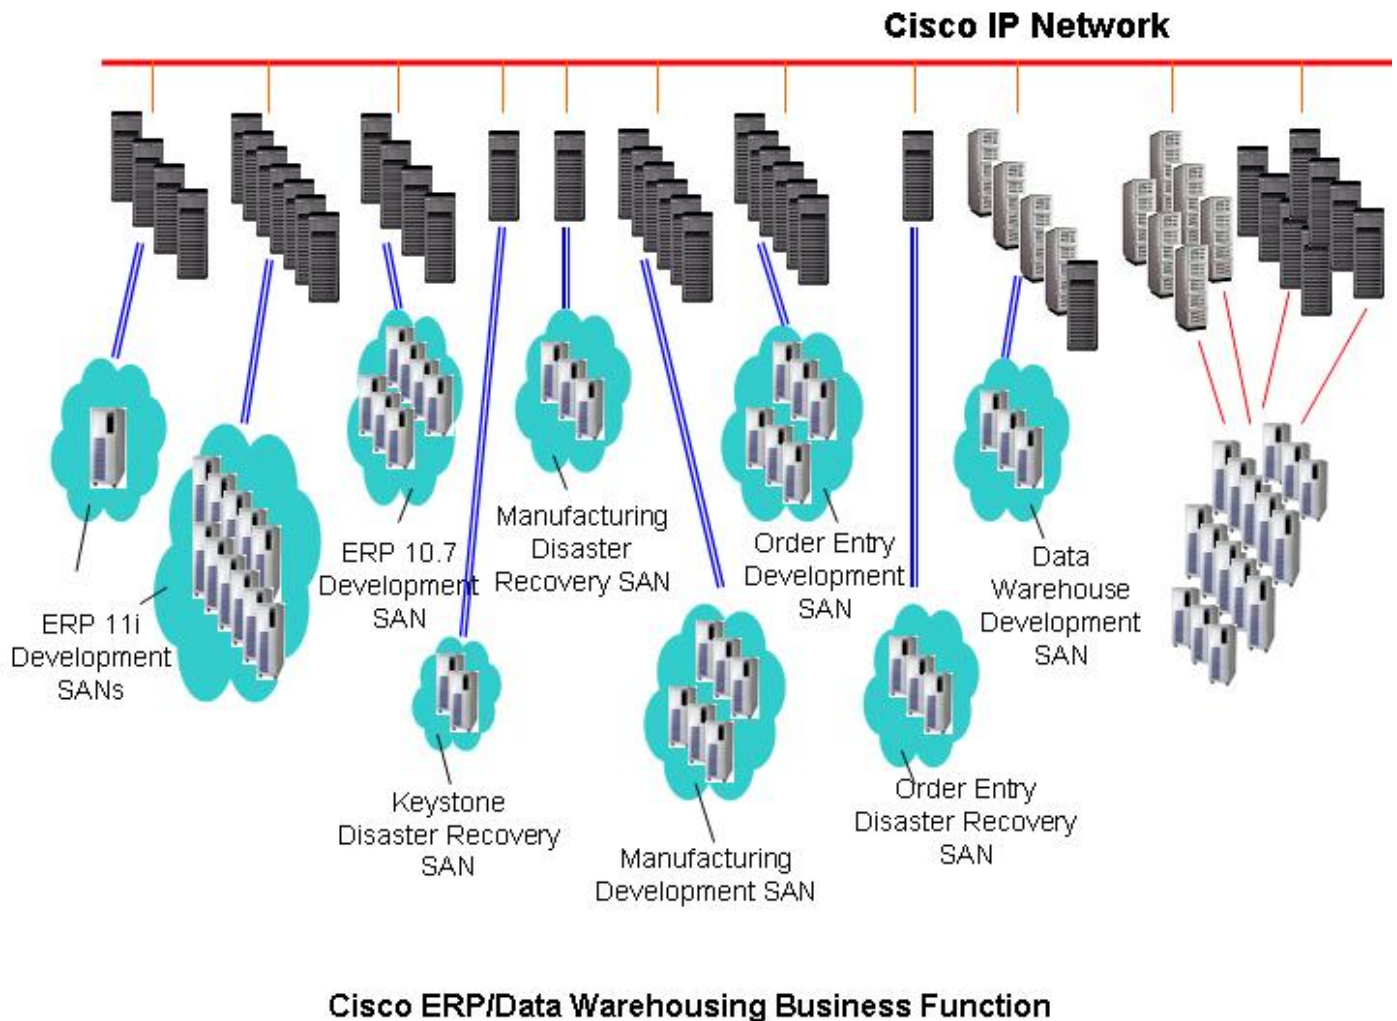 Cisco IP Network
ERP 11i
Development
SANs
ERP 10.7
Development
SAN
Manufacturing
Disaster
Recovery SAN
Order Entry
Development
SAN
Data
Warehouse
Development
SAN
Keystone
Disaster Recovery
SAN
Manufacturing
Development SAN
Order Entry
Disaster Recovery
SAN
Cisco ERP/Data Warehousing Business Function